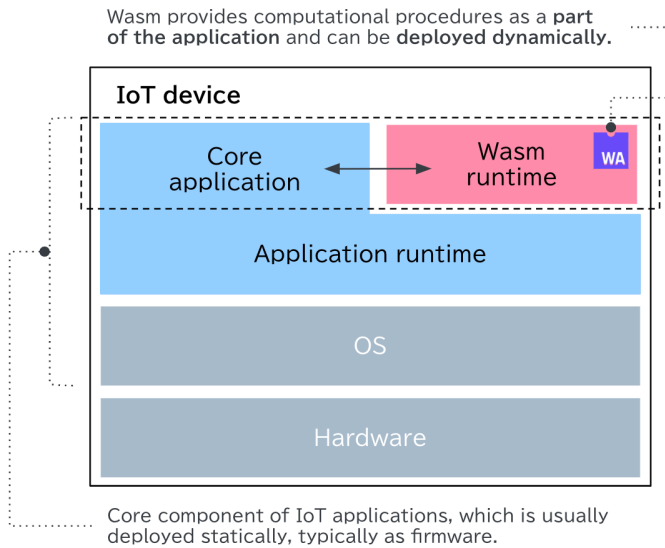 Wasm provides computational procedures as a part
of the application and can be deployed dynamically.
IoT device
Core
application
Wasm
runtime
WA
Application runtime
OS
Hardware
Core component of IoT applications, which is usually
deployed statically, typically as firmware.